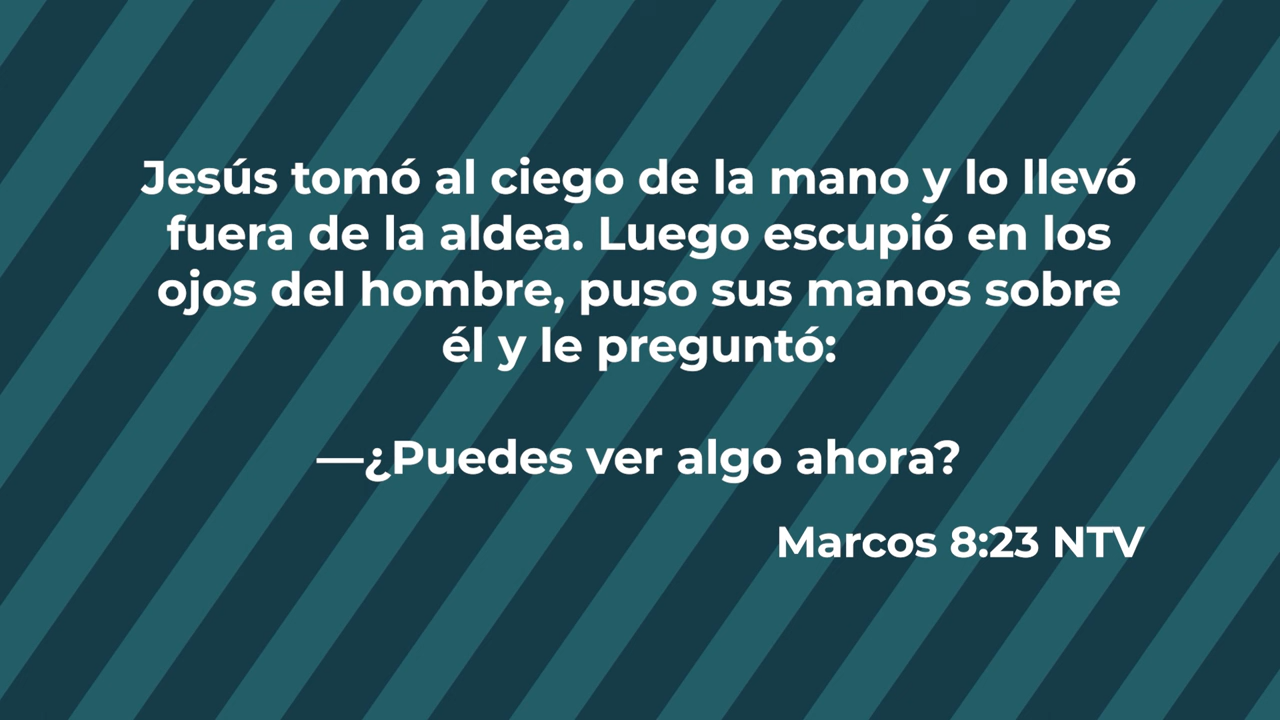 Jesús tomó al ciego de la mano y lo llevó
fuera de la aldea. Luego escupió en los
ojos del hombre, puso sus manos sobre
él y le preguntó:
—¿Puedes ver algo ahora?
Marcos 8:23 NTV